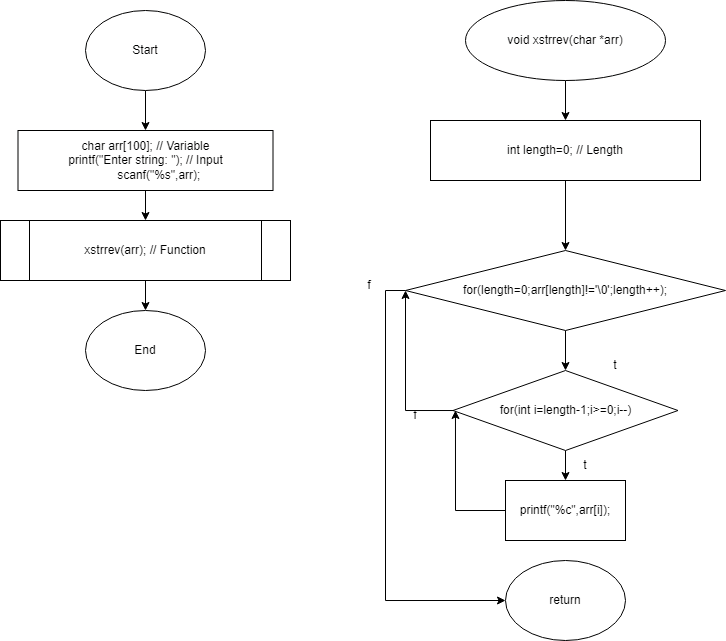 Start
char arr[100]; // Variable
printf("Enter string: "); // Input
scanf("%s",arr);
xstrrev(arr); // Function
End
void xstrrev(char *arr)
int length=0; // Length
f
for(length=0;arr[length]!='\0';length++);
t
f
for(int i=length-1;i>=0;i--)
t
printf("%c",arr[i]);
return